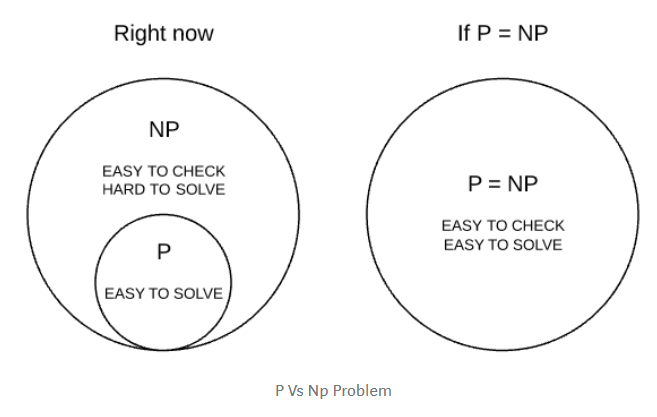 Right now
NP
EASY TO CHECK
HARD TO SOLVE
P
EASY TO SOLVE
If P = NP
P = NP
EASY TO CHECK
EASY TO SOLVE
P Vs Np Problem